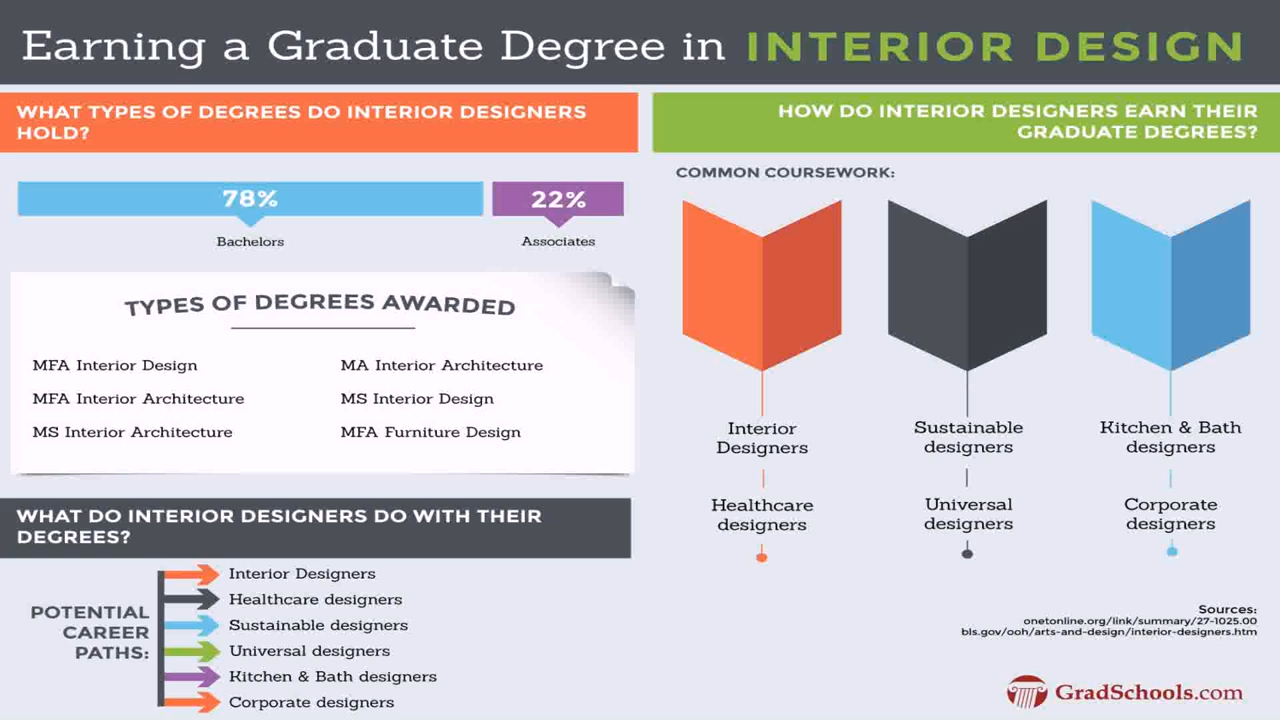 Earning a Graduate Degree in INTERIOR DESIGN
WHAT TYPES OF DEGREES DO INTERIOR DESIGNERS
HOLD?
78%
22%
Bachelors
Associates
TYPES OF DEGREES AWARDED
MFA Interior Design
MA Interior Architecture
MFA Interior Architecture
MS Interior Design
MS Interior Architecture
MFA Furniture Design
WHAT DO INTERIOR DESIGNERS DO WITH THEIR
DEGREES?
POTENTIAL
CAREER
PATHS:
Interior Designers
Healthcare designers
Sustainable designers
Universal designers
Kitchen & Bath designers
Corporate designers
HOW DO INTERIOR DESIGNERS EARN THEIR
GRADUATE DEGREES?
COMMON COURSEWORK:
Interior
Designers
Healthcare
designers
Sustainable
designers
Universal
designers
Kitchen & Bath
designers
Corporate
designers
Sources:
onetonline.org/link/summary/27-1025.00
bls.gov/ooh/arts-and-design/interior-designers.htm
GradSchools.com